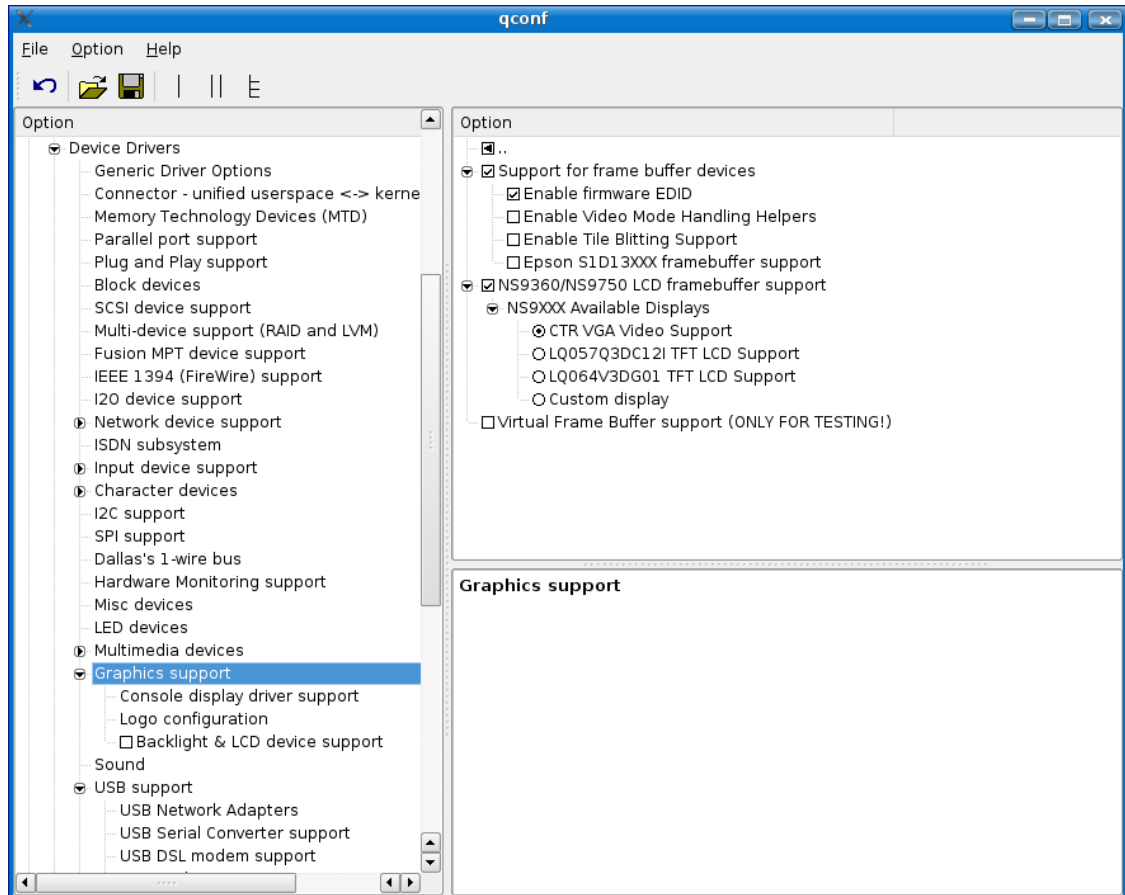 qconf
File Option Help
Option
Device Drivers
Generic Driver Options
Connector - unified userspace <-> kerne
Memory Technology Devices (MTD)
Parallel port support
Plug and Play support
Block devices
SCSI device support
Multi-device support (RAID and LVM)
Fusion MPT device support
IEEE 1394 (FireWire) support
I2O device support
Network device support
ISDN subsystem
Input device support
Character devices
I2C support
SPI support
Dallas's 1-wire bus
Hardware Monitoring support
Misc devices
LED devices
Multimedia devices
Graphics support
Console display driver support
Logo configuration
Backlight & LCD device support
Sound
USB support
USB Network Adapters
USB Serial Converter support
USB DSL modem support
Option
..
Support for frame buffer devices
Enable firmware EDID
Enable Video Mode Handling Helpers
Enable Tile Blitting Support
Epson S1D13XXX framebuffer support
NS9360/NS9750 LCD framebuffer support
NS9XXX Available Displays
CTR VGA Video Support
LQ057Q3DC12I TFT LCD Support
LQ064V3DG01 TFT LCD Support
Custom display
Virtual Frame Buffer support (ONLY FOR TESTING!)
Graphics support